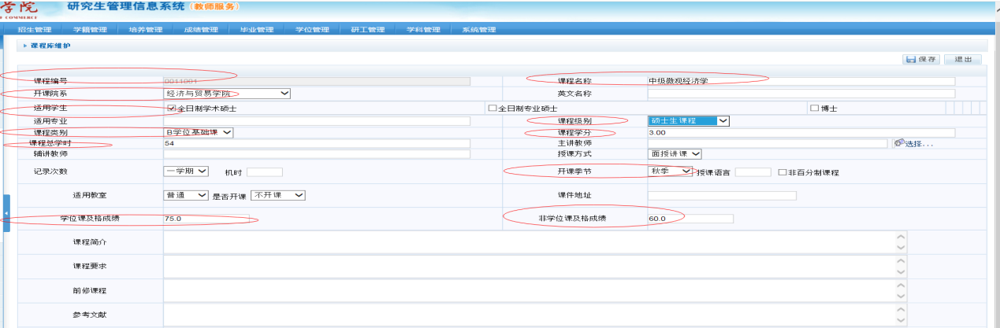 学院 研究生管理信息系统（教师服务）
COMMERCE
招生管理 学籍管理 培养管理 成绩管理 毕业管理 学位管理 研工管理 学科管理 系统管理
课程库维护
保存 退出
课程编号 0011001 课程名称 中级微观经济学
开课院系 经济与贸易学院 英文名称
适用学生 全日制学术硕士 全日制专业硕士 博士
适用专业 课程级别 硕士生课程
课程类别 B学位基础课 课程学分 3.00
课程总学时 54 主讲教师 选择...
辅讲教师 授课方式 面授讲课
记录次数 一学期 机时 开课季节 秋季 授课语言 非百分制课程
适用教室 普通 是否开课 不开课 课件地址
学位课及格成绩 75.0 非学位课及格成绩 60.0
课程简介
课程要求
前修课程
参考文献